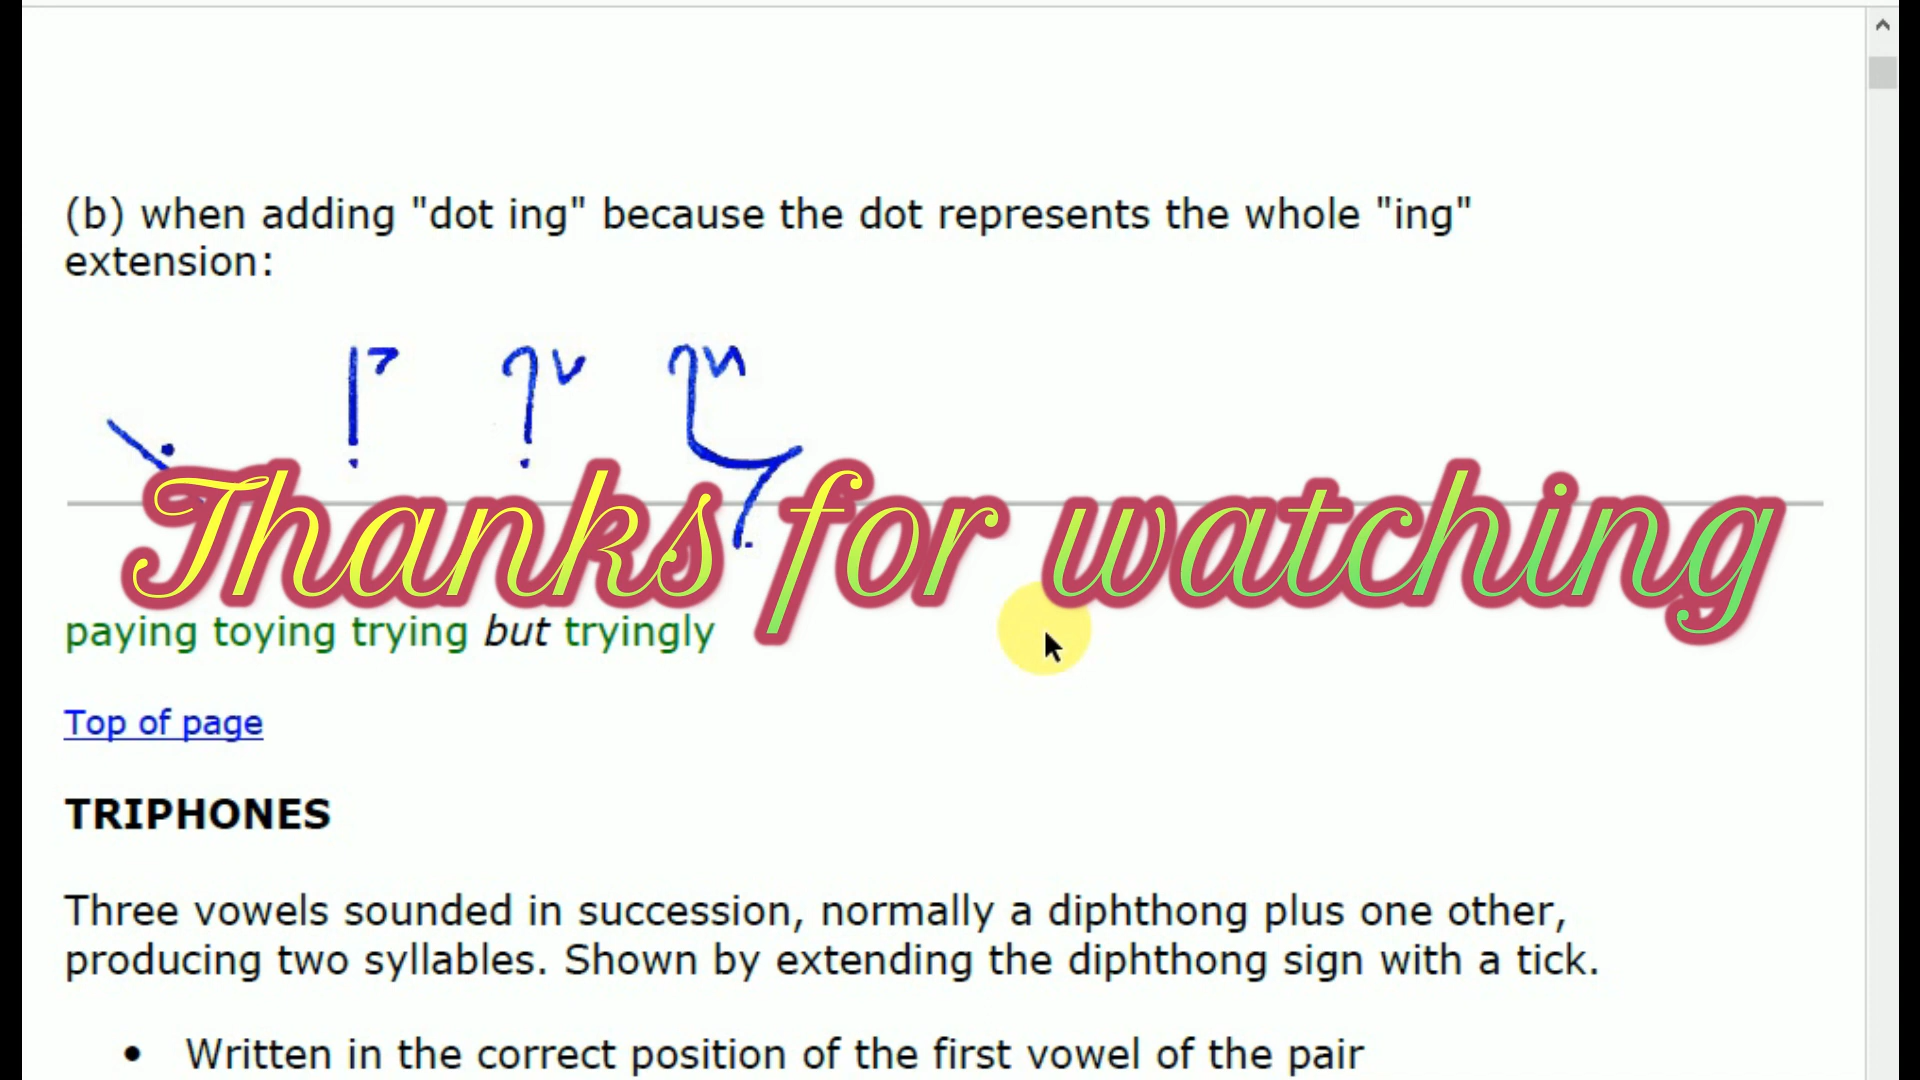 (b) when adding "dot ing" because the dot represents the whole "ing"
extension:
Thanks for watching
paying toying trying but tryingly
Top of page
TRIPHONES
Three vowels sounded in succession, normally a diphthong plus one other,
producing two syllables. Shown by extending the diphthong sign with a tick.
• Written in the correct position of the first vowel of the pair